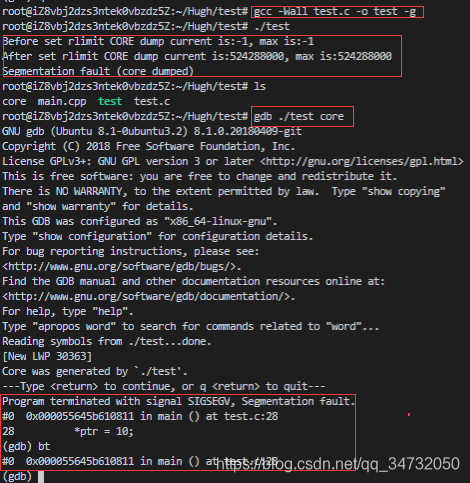 root@iZ8vbj2dzs3ntek0vbzdz5Z:~/Hugh/test# gcc -Wall test.c -o test -g
root@iZ8vbj2dzs3ntek0vbzdz5Z:~/Hugh/test# ./test
Before set rlimit CORE dump current is:-1, max is:-1
After set rlimit CORE dump current is:524288000, max is:524288000
Segmentation fault (core dumped)
root@iZ8vbj2dzs3ntek0vbzdz5Z:~/Hugh/test# ls
core main.cpp test test.c
root@iZ8vbj2dzs3ntek0vbzdz5Z:~/Hugh/test# gdb ./test core
GNU gdb (Ubuntu 8.1-0ubuntu3.2) 8.1.0.20180409-git
Copyright (C) 2018 Free Software Foundation, Inc.
License GPLv3+: GNU GPL version 3 or later <http://gnu.org/licenses/gpl.html>
This is free software: you are free to change and redistribute it.
There is NO WARRANTY, to the extent permitted by law.  Type "show copying"
and "show warranty" for details.
This GDB was configured as "x86_64-linux-gnu".
Type "show configuration" for configuration details.
For bug reporting instructions, please see:
<http://www.gnu.org/software/gdb/bugs/>.
Find the GDB manual and other documentation resources online at:
<http://www.gnu.org/software/gdb/documentation/>.
For help, type "help".
Type "apropos word" to search for commands related to "word"...
Reading symbols from ./test...done.
[New LWP 30363]
Core was generated by `./test'.
---Type <return> to continue, or q <return> to quit---
Program terminated with signal SIGSEGV, Segmentation fault.
#0  0x000055645b610811 in main () at test.c:28
28        *ptr = 10;
(gdb) bt
#0  0x000055645b610811 in main () at test.c:28
(gdb)
https://blog.csdn.net/qq_34732050